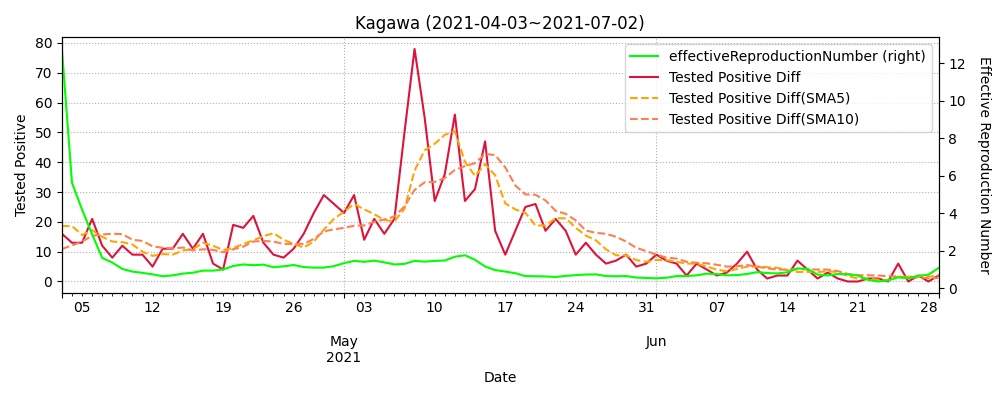 Kagawa (2021-04-03~2021-07-02)
effectiveReproductionNumber (right)
Tested Positive Diff
Tested Positive Diff(SMA5)
Tested Positive Diff(SMA10)
Tested Positive
80
70
60
50
40
30
20
10
0
Effective Reproduction Number
12
10
8
6
4
2
0
05 12 19 26 03 10 17 24 31 07 14 21 28
May Jun
2021
Date